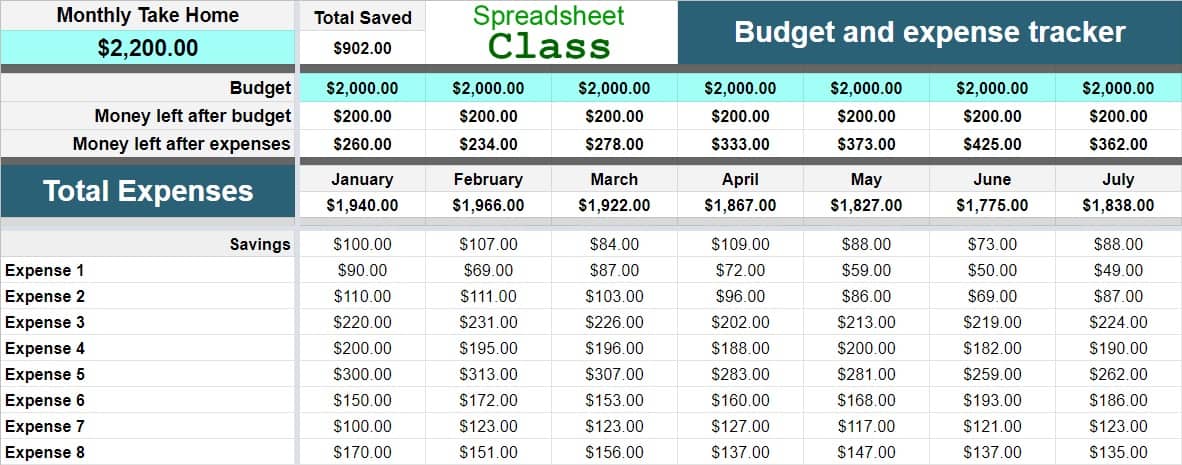 Monthly Take Home Total Saved Spreadsheet Class Budget and expense tracker
$2,200.00 $902.00
Budget $2,000.00 $2,000.00 $2,000.00 $2,000.00 $2,000.00 $2,000.00 $2,000.00
Money left after budget $200.00 $200.00 $200.00 $200.00 $200.00 $200.00 $200.00
Money left after expenses $260.00 $234.00 $278.00 $333.00 $373.00 $425.00 $362.00
Total Expenses January February March April May June July
$1,940.00 $1,966.00 $1,922.00 $1,867.00 $1,827.00 $1,775.00 $1,838.00
Savings $100.00 $107.00 $84.00 $109.00 $88.00 $73.00 $88.00
Expense 1 $90.00 $69.00 $87.00 $72.00 $59.00 $50.00 $49.00
Expense 2 $110.00 $111.00 $103.00 $96.00 $86.00 $69.00 $87.00
Expense 3 $220.00 $231.00 $226.00 $202.00 $213.00 $219.00 $224.00
Expense 4 $200.00 $195.00 $196.00 $188.00 $200.00 $182.00 $190.00
Expense 5 $300.00 $313.00 $307.00 $283.00 $281.00 $259.00 $262.00
Expense 6 $150.00 $172.00 $153.00 $160.00 $168.00 $193.00 $186.00
Expense 7 $100.00 $123.00 $123.00 $127.00 $117.00 $121.00 $123.00
Expense 8 $170.00 $151.00 $156.00 $137.00 $147.00 $137.00 $135.00